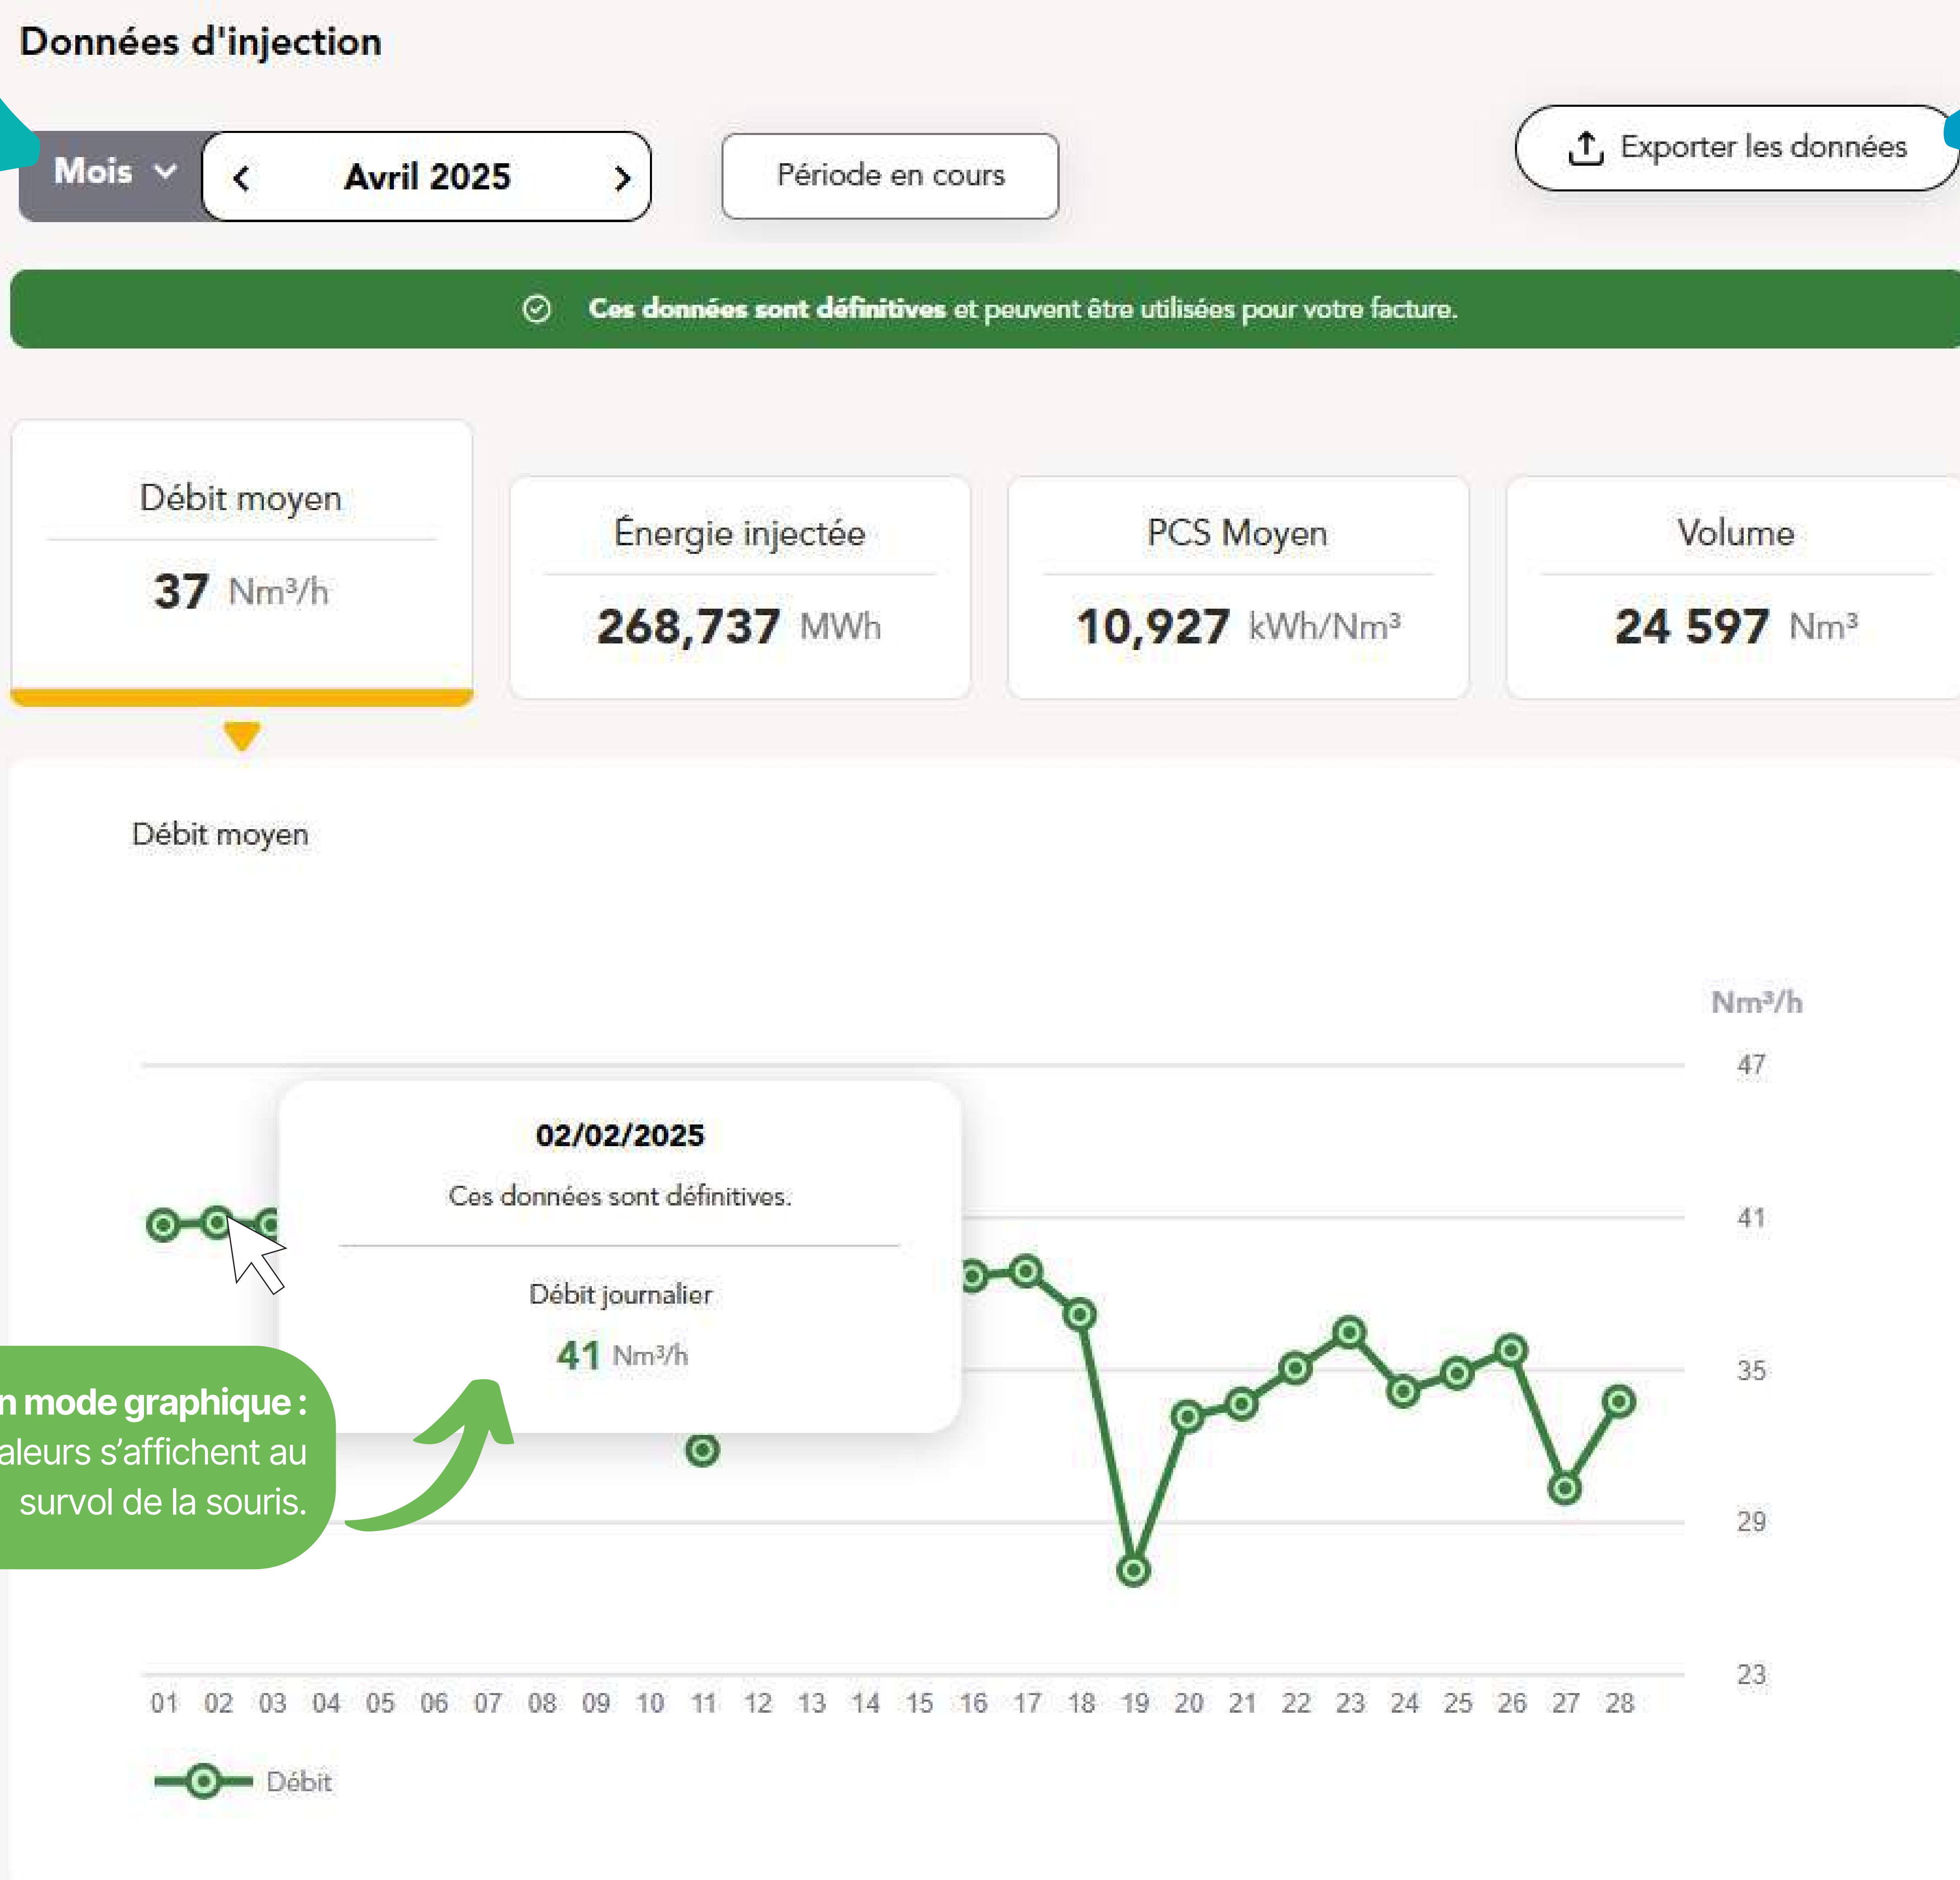 Données d'injection
Mois
Avril 2025
Période en cours
Exporter les données
Ces données sont définitives et peuvent être utilisées pour votre facture.
Débit moyen
37 Nm³/h
Énergie injectée
268,737 MWh
PCS Moyen
10,927 kWh/Nm³
Volume
24 597 Nm³
Débit moyen
Nm³/h
47
41
35
29
23
02/02/2025
Ces données sont définitives.
Débit journalier
41 Nm³/h
n mode graphique :
aleurs s'affichent au
survol de la souris.
01 02 03 04 05 06 07 08 09 10 11 12 13 14 15 16 17 18 19 20 21 22 23 24 25 26 27 28
Débit